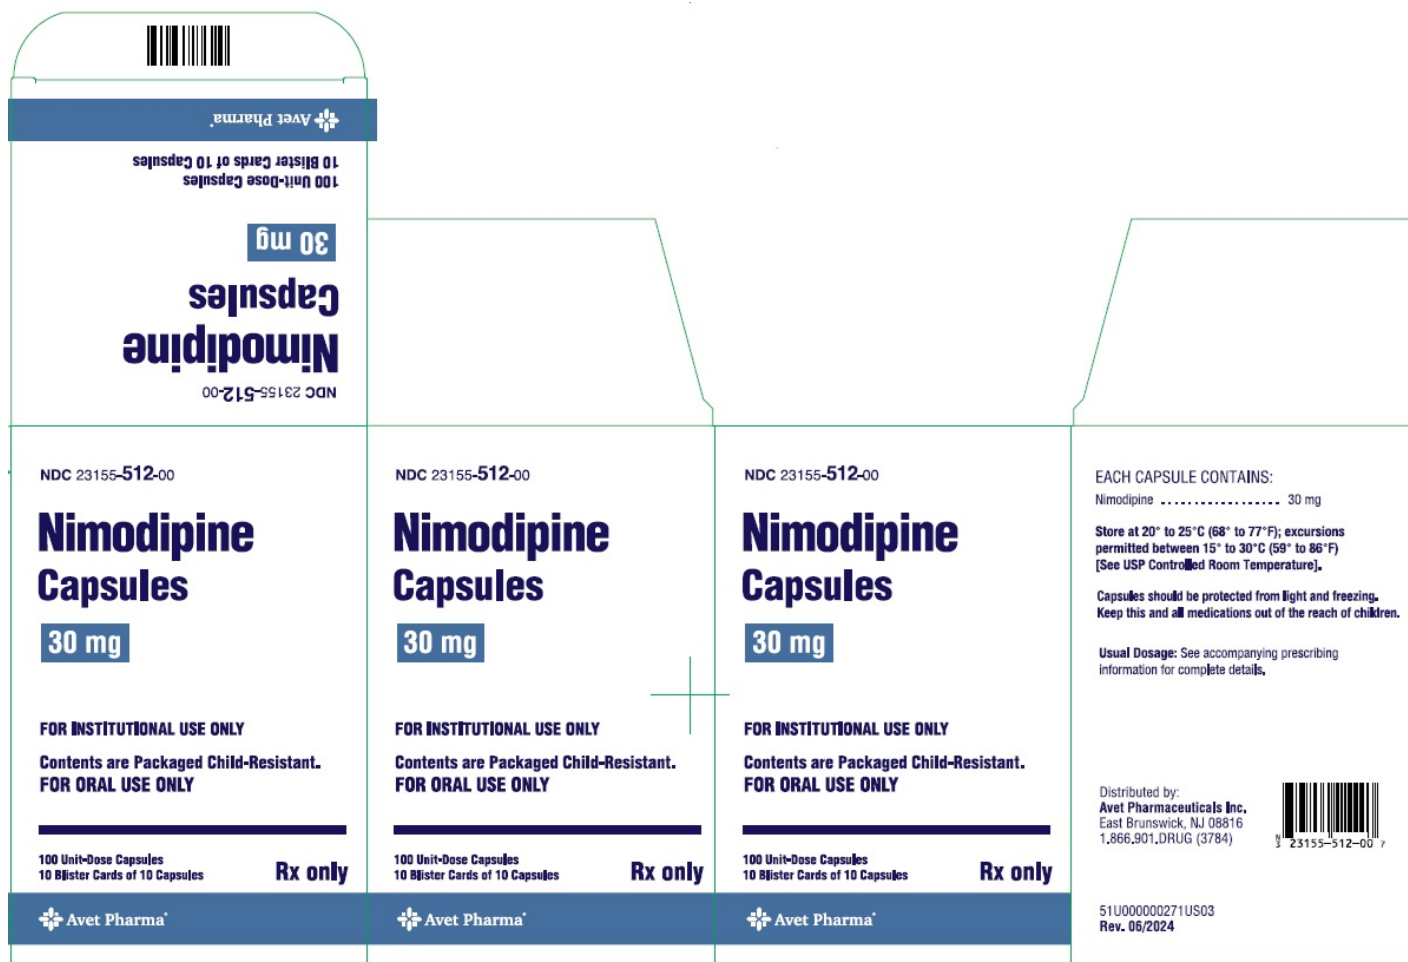 Avet Pharma
10 Blister Cards of 10 Capsules
100 Unit-Dose Capsules
30 mg
Capsules
Nimodipine
NDC 23155-512-00
NDC 23155-512-00
Nimodipine
Capsules
30 mg
FOR INSTITUTIONAL USE ONLY
Contents are Packaged Child-Resistant.
FOR ORAL USE ONLY
100 Unit-Dose Capsules
10 Blister Cards of 10 Capsules
Rx only
Avet Pharma
NDC 23155-512-00
Nimodipine
Capsules
30 mg
FOR INSTITUTIONAL USE ONLY
Contents are Packaged Child-Resistant.
FOR ORAL USE ONLY
100 Unit-Dose Capsules
10 Blister Cards of 10 Capsules
Rx only
Avet Pharma
NDC 23155-512-00
Nimodipine
Capsules
30 mg
FOR INSTITUTIONAL USE ONLY
Contents are Packaged Child-Resistant.
FOR ORAL USE ONLY
100 Unit-Dose Capsules
10 Blister Cards of 10 Capsules
Rx only
Avet Pharma
EACH CAPSULE CONTAINS:
Nimodipine .................. 30 mg
Store at 20° to 25°C (68° to 77°F); excursions
permitted between 15° to 30°C (59° to 86°F)
[See USP Controlled Room Temperature].
Capsules should be protected from light and freezing.
Keep this and all medications out of the reach of children.
Usual Dosage: See accompanying prescribing
information for complete details.
Distributed by:
Avet Pharmaceuticals Inc.
East Brunswick, NJ 08816
1.866.901.DRUG (3784)
N
3 23155-512-00 7
51U000000271US03
Rev. 06/2024